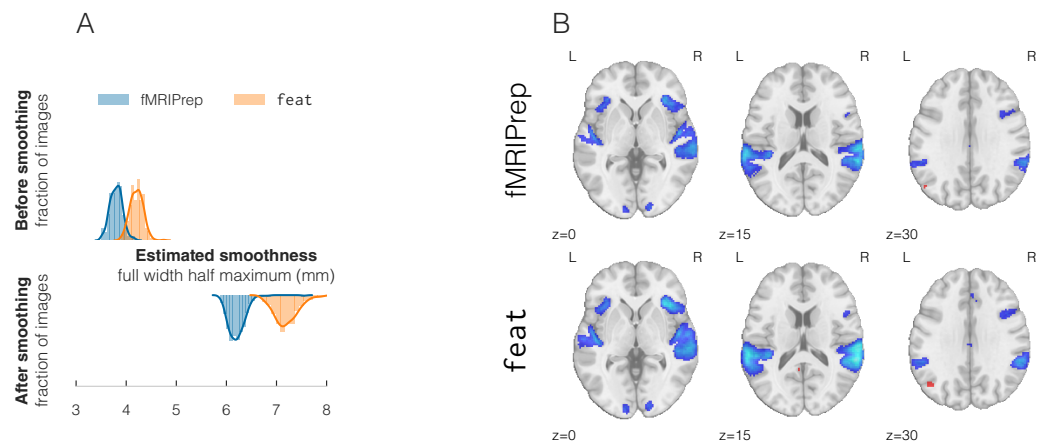 A
fMRIPrep
feat
Before smoothing
fraction of images
Estimated smoothness
full width half maximum (mm)
After smoothing
fraction of images
3 4 5 6 7 8
B
fMRIPrep
L R L R L R
z=0 z=15 z=30
feat
L R L R L R
z=0 z=15 z=30